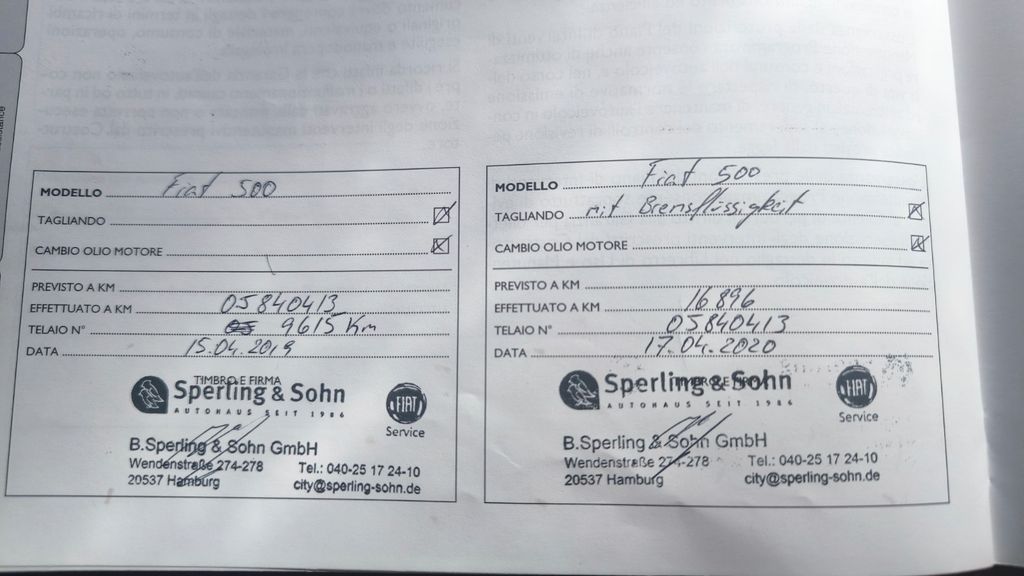 MODELLO Fiat 500
TAGLIANDO
CAMBIO OLIO MOTORE
PREVISTO A KM
EFFETTUATO A KM 05840413
TELAIO N° 9615 Km
DATA 15.04.2019
TIMBRO E FIRMA
Sperling & Sohn
AUTOHAUS SEIT 1986
FIAT
Service
B.Sperling & Sohn GmbH
Wendenstraße 274-278 Tel.: 040-25 17 24-10
20537 Hamburg city@sperling-sohn.de
MODELLO Fiat 500
TAGLIANDO mit Bremsflüssigkeit
CAMBIO OLIO MOTORE
PREVISTO A KM
EFFETTUATO A KM 16896
TELAIO N° 05840413
DATA 17.04.2020
TIMBRO E FIRMA
Sperling & Sohn
AUTOHAUS SEIT 1986
FIAT
Service
B.Sperling & Sohn GmbH
Wendenstraße 274-278 Tel.: 040-25 17 24-10
20537 Hamburg city@sperling-sohn.de